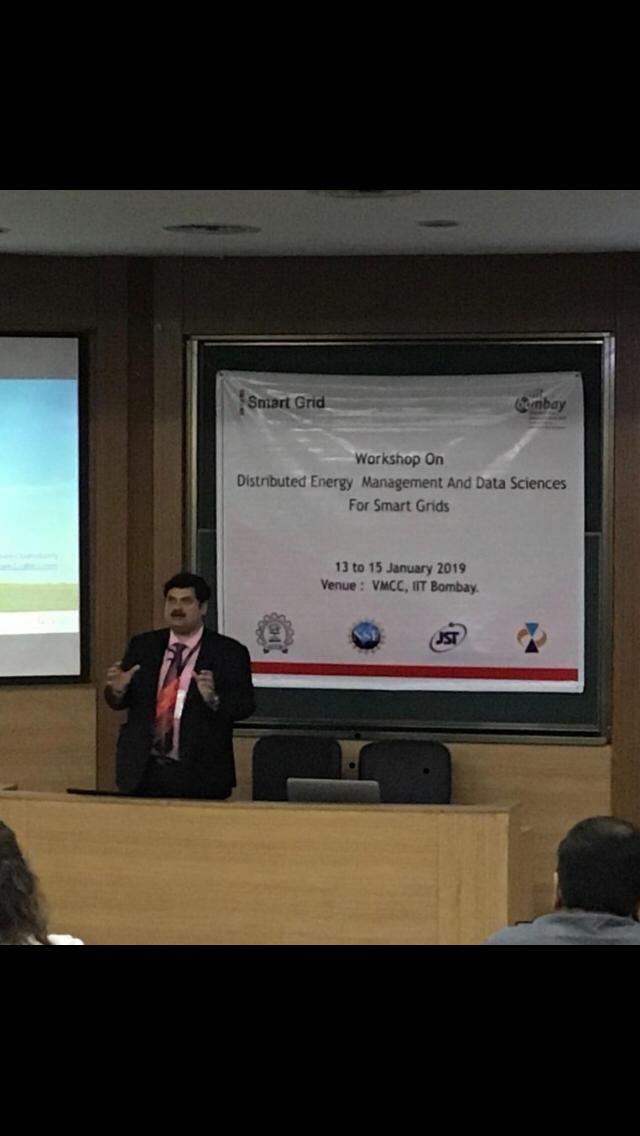 Smart Grid
bombay
Workshop On
Distributed Energy Management And Data Sciences
For Smart Grids
13 to 15 January 2019
Venue : VMCC, IIT Bombay.
NSF
JST